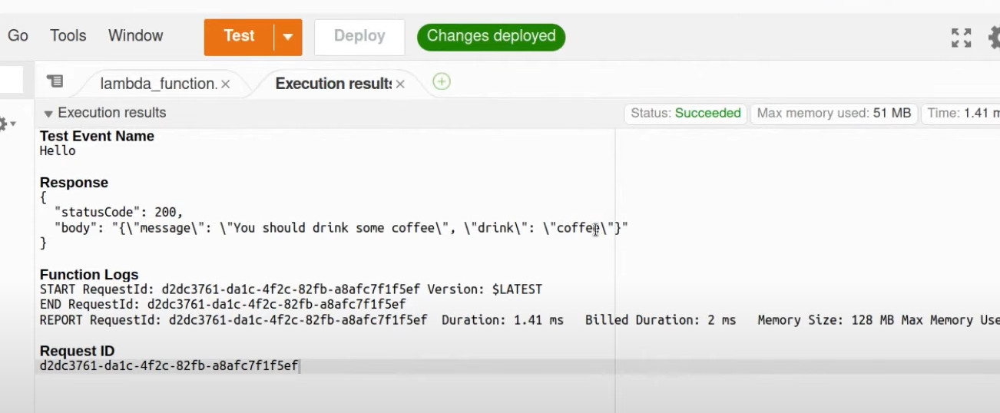 Go Tools Window Test Deploy Changes deployed
lambda_function. Execution results
Execution results Status: Succeeded Max memory used: 51 MB Time: 1.41 m
Test Event Name
Hello
Response
{
"statusCode": 200,
"body": "{\"message\": \"You should drink some coffee\", \"drink\": \"coffee\"}"
}
Function Logs
START RequestId: d2dc3761-da1c-4f2c-82fb-a8afc7f1f5ef Version: $LATEST
END RequestId: d2dc3761-da1c-4f2c-82fb-a8afc7f1f5ef
REPORT RequestId: d2dc3761-da1c-4f2c-82fb-a8afc7f1f5ef Duration: 1.41 ms Billed Duration: 2 ms Memory Size: 128 MB Max Memory Use
Request ID
d2dc3761-da1c-4f2c-82fb-a8afc7f1f5ef